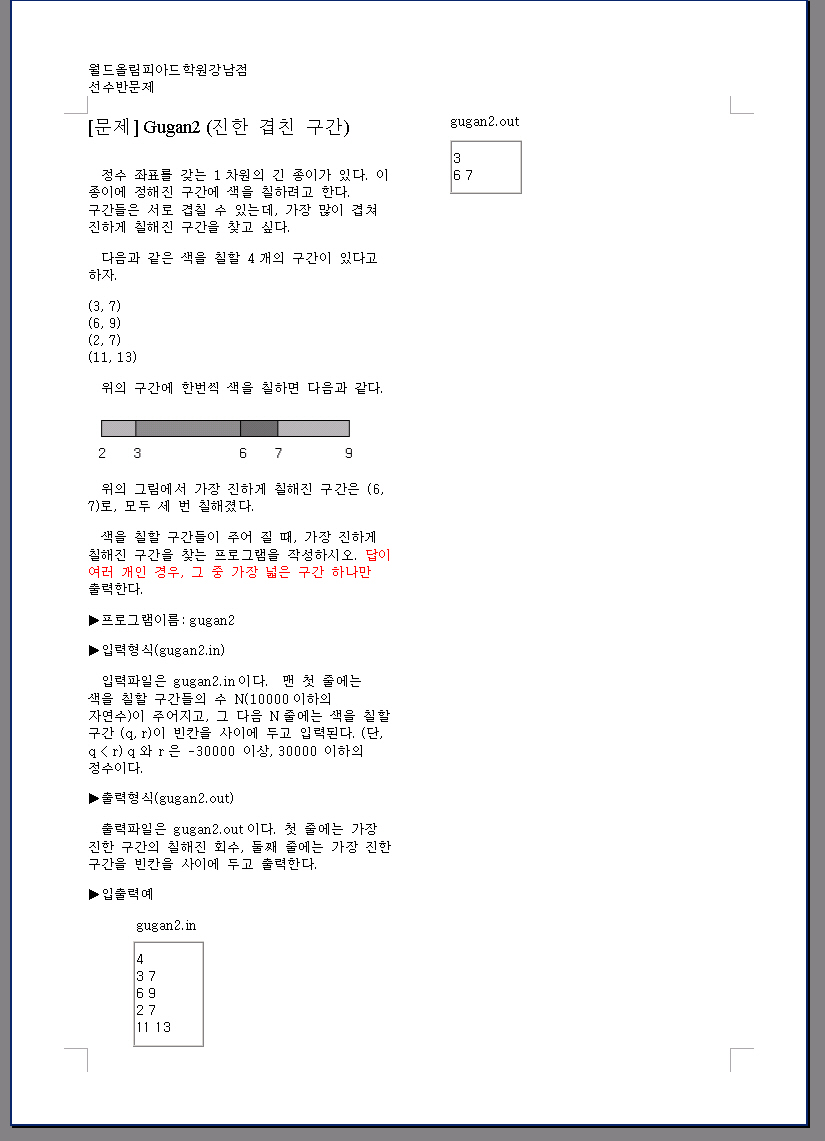 월드올림피아드학원강남점
선수반문제
[문제] Gugan2 (진한 겹친 구간)
정수 좌표를 갖는 1차원의 긴 종이가 있다. 이
종이에 정해진 구간에 색을 칠하려고 한다.
구간들은 서로 겹칠 수 있는데, 가장 많이 겹쳐
진하게 칠해진 구간을 찾고 싶다.
다음과 같은 색을 칠할 4개의 구간이 있다고
하자.
(3, 7)
(6, 9)
(2, 7)
(11, 13)
위의 구간에 한번씩 색을 칠하면 다음과 같다.
2 3 6 7 9
위의 그림에서 가장 진하게 칠해진 구간은 (6,
7)로, 모두 세 번 칠해졌다.
색을 칠할 구간들이 주어 질 때, 가장 진하게
칠해진 구간을 찾는 프로그램을 작성하시오. 답이
여러 개인 경우, 그 중 가장 넓은 구간 하나만
출력한다.
▶프로그램이름: gugan2
▶입력형식(gugan2.in)
입력파일은 gugan2.in이다. 맨 첫 줄에는
색을 칠할 구간들의 수 N(10000이하의
자연수)이 주어지고, 그 다음 N줄에는 색을 칠할
구간 (q, r)이 빈칸을 사이에 두고 입력된다. (단,
q < r) q와 r은 -30000 이상, 30000 이하의
정수이다.
▶출력형식(gugan2.out)
출력파일은 gugan2.out이다. 첫 줄에는 가장
진한 구간의 칠해진 회수, 둘째 줄에는 가장 진한
구간을 빈칸을 사이에 두고 출력한다.
▶입출력예
gugan2.in
4
3 7
6 9
2 7
11 13
gugan2.out
3
6 7